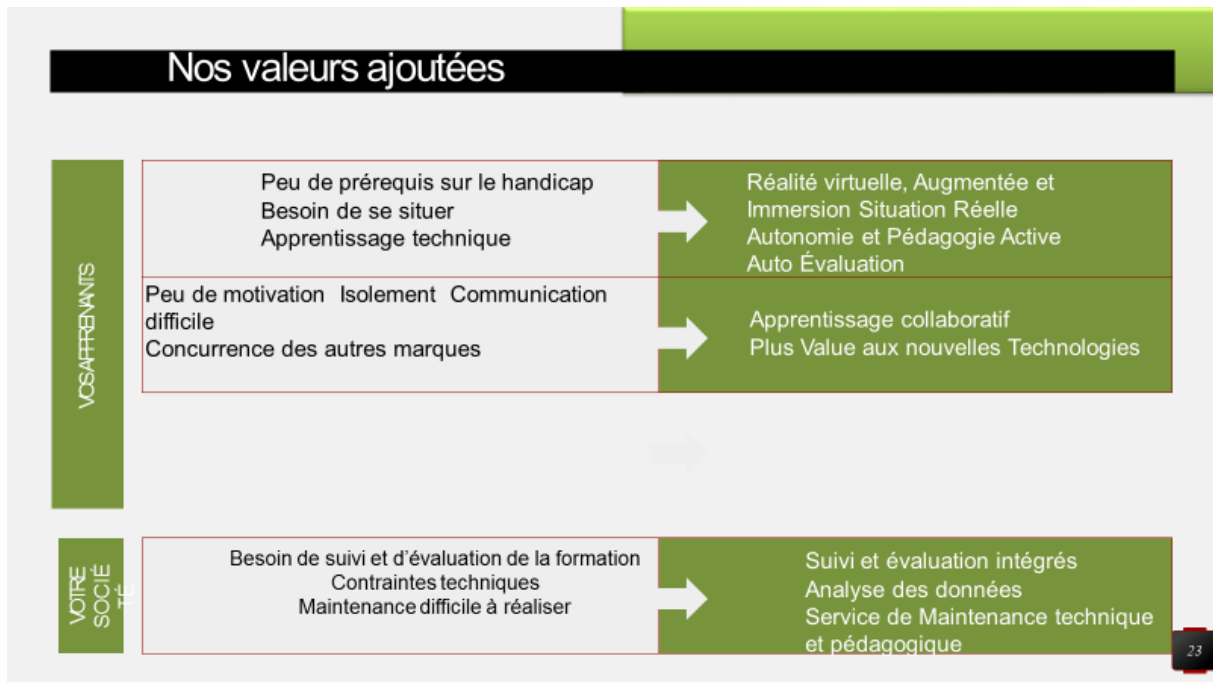 Nos valeurs ajoutées
VOS APPRENANTS
Peu de prérequis sur le handicap
Besoin de se situer
Apprentissage technique
Réalité virtuelle, Augmentée et
Immersion Situation Réelle
Autonomie et Pédagogie Active
Auto Évaluation
Peu de motivation Isolement Communication
difficile
Concurrence des autres marques
Apprentissage collaboratif
Plus Value aux nouvelles Technologies
VOTRE
SOCIÉ
TÉ
Besoin de suivi et d'évaluation de la formation
Contraintes techniques
Maintenance difficile à réaliser
Suivi et évaluation intégrés
Analyse des données
Service de Maintenance technique
et pédagogique
23